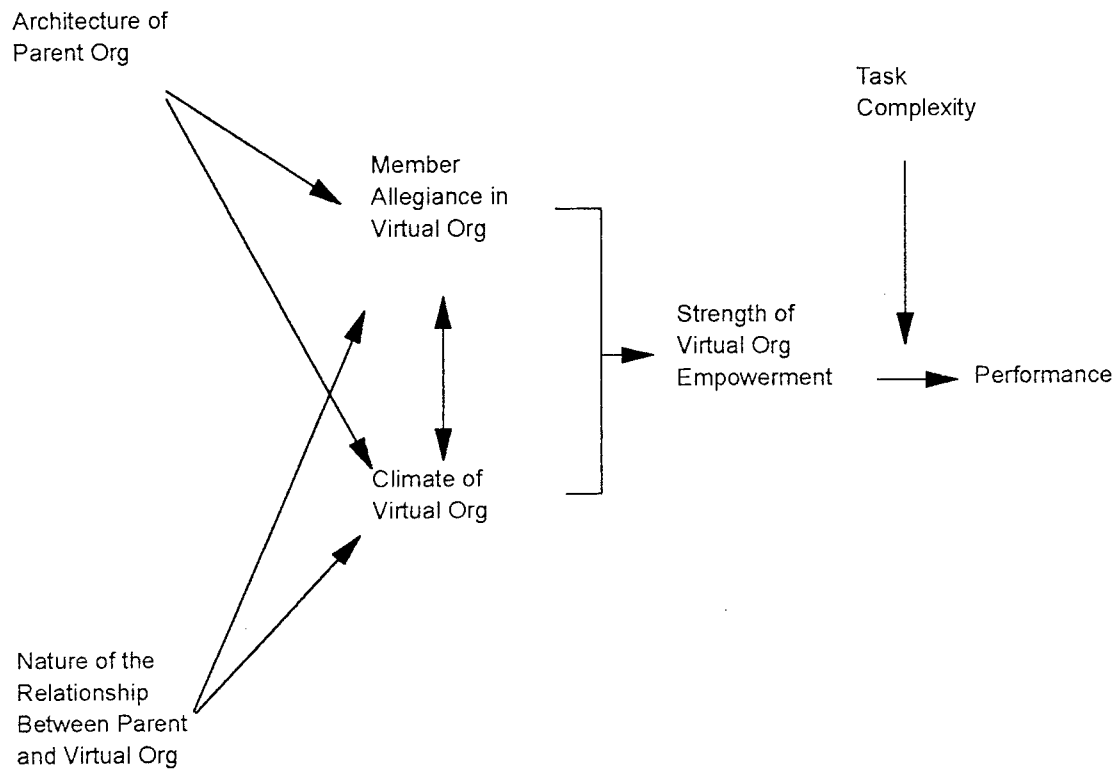 Architecture of
Parent Org
Task
Complexity
Member
Allegiance in
Virtual Org
Strength of
Virtual Org
Empowerment
Performance
Climate of
Virtual Org
Nature of the
Relationship
Between Parent
and Virtual Org